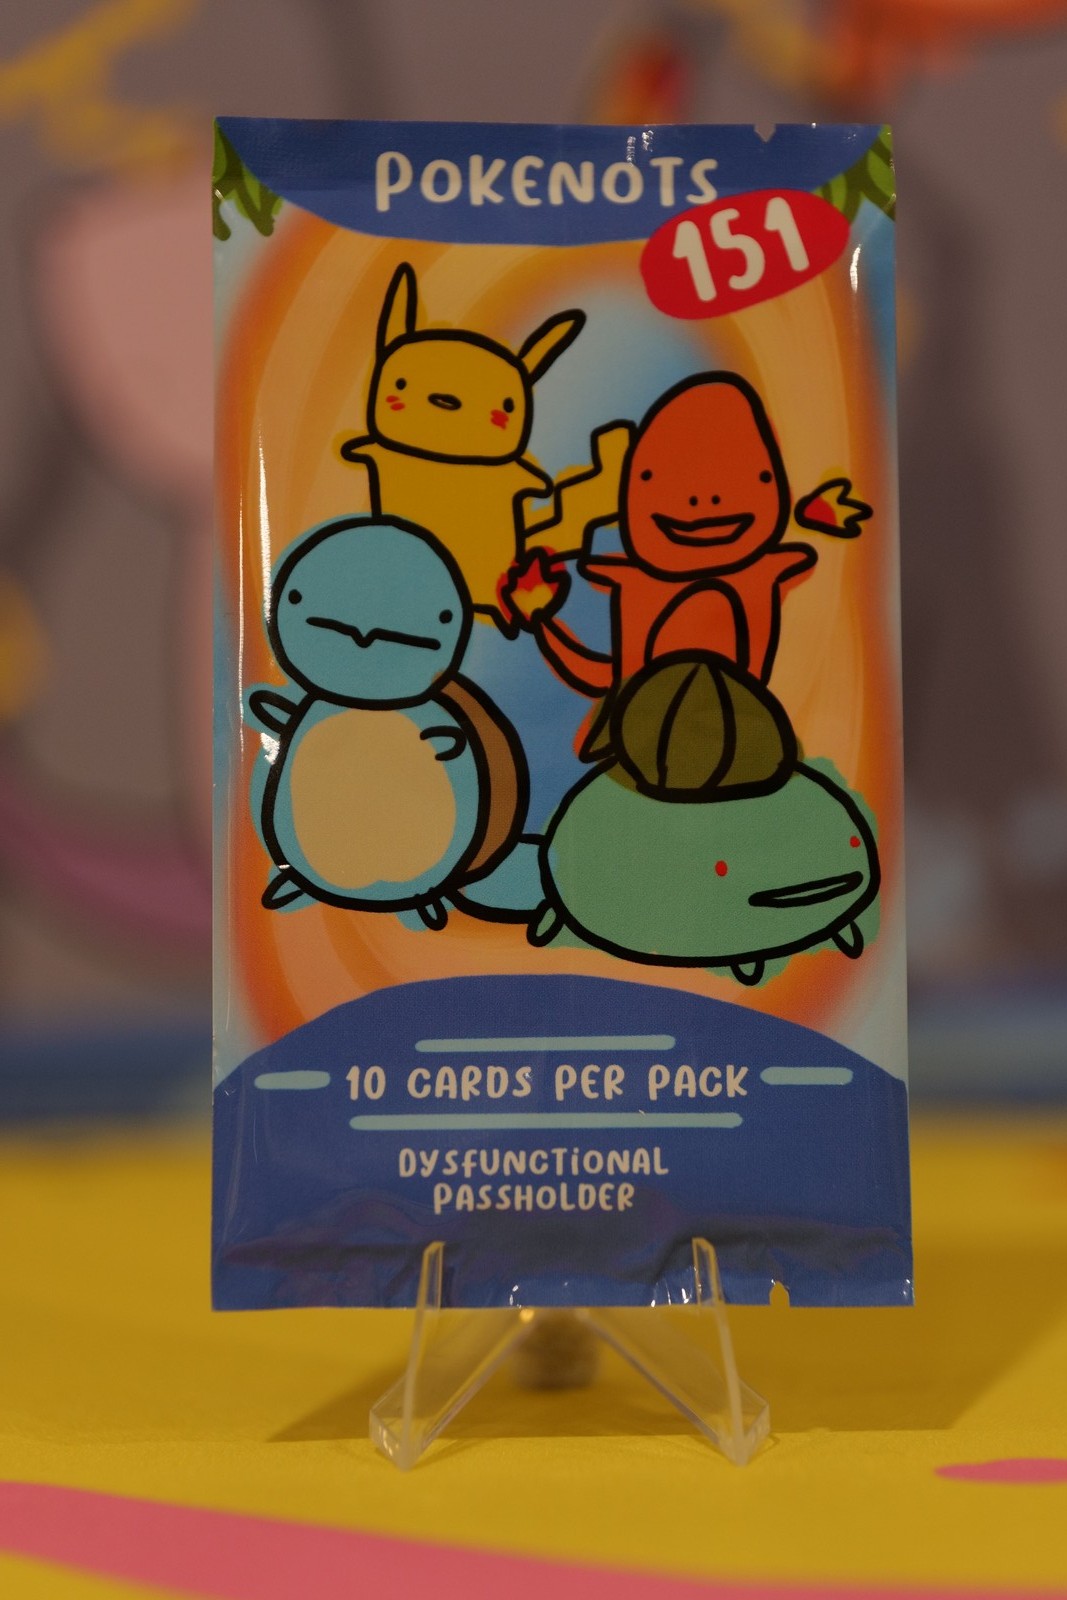 POKENOTS
151
10 CARDS PER PACK
DYSFUNCTiONAL
PASSHOLDER